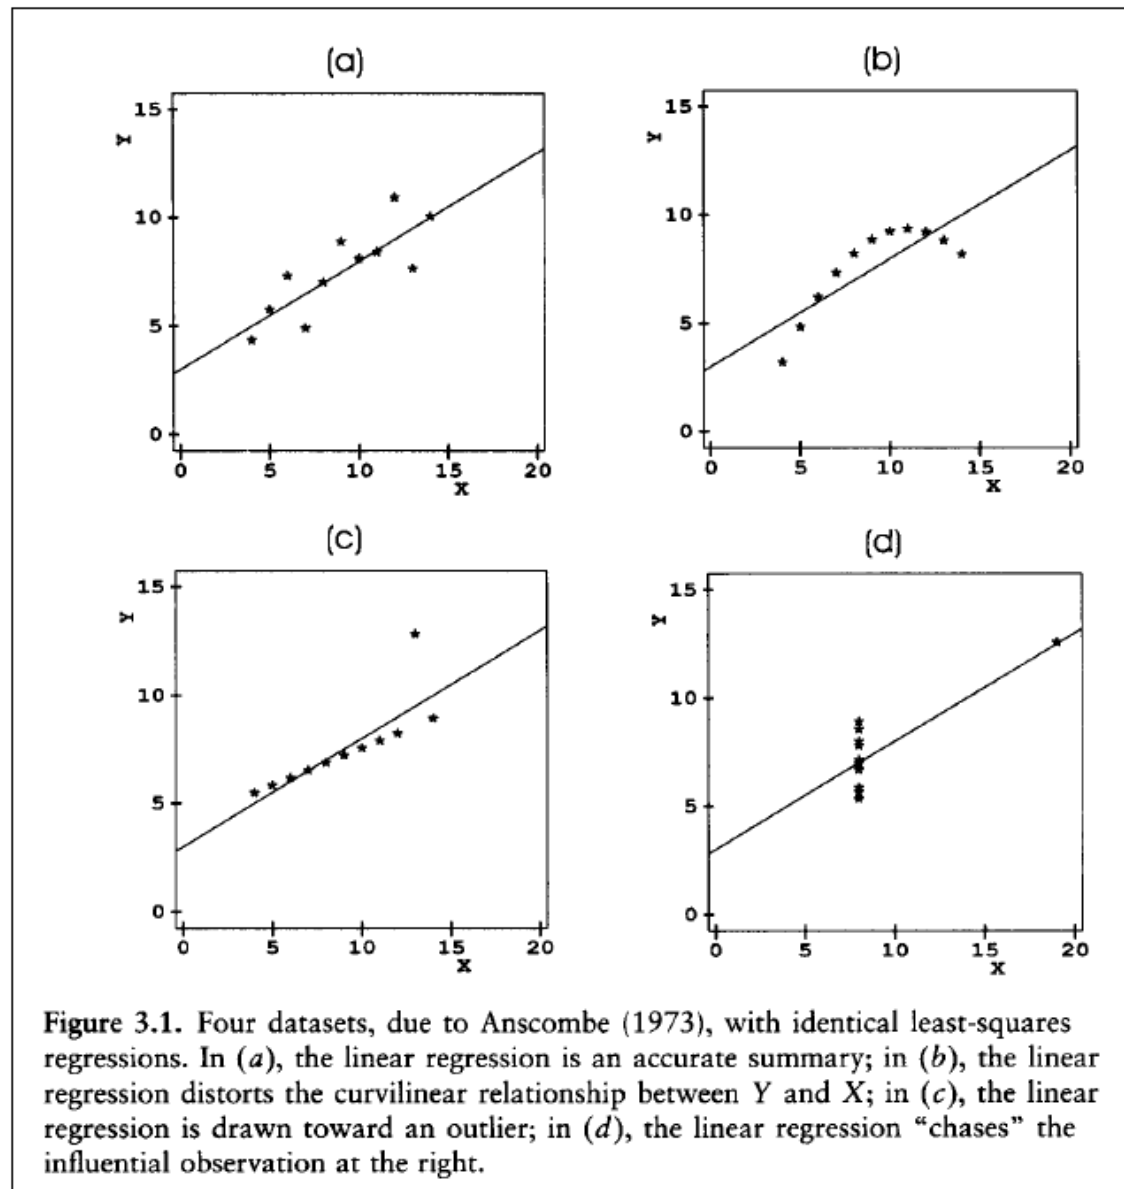 (a)
(b)
15
Y
10
5
0
0 5 10 15 20
X
15
Y
10
5
0
0 5 10 15 20
X
(c)
(d)
15
Y
10
5
0
0 5 10 15 20
X
15
Y
10
5
0
0 5 10 15 20
X
Figure 3.1. Four datasets, due to Anscombe (1973), with identical least-squares
regressions. In (a), the linear regression is an accurate summary; in (b), the linear
regression distorts the curvilinear relationship between Y and X; in (c), the linear
regression is drawn toward an outlier; in (d), the linear regression “chases” the
influential observation at the right.